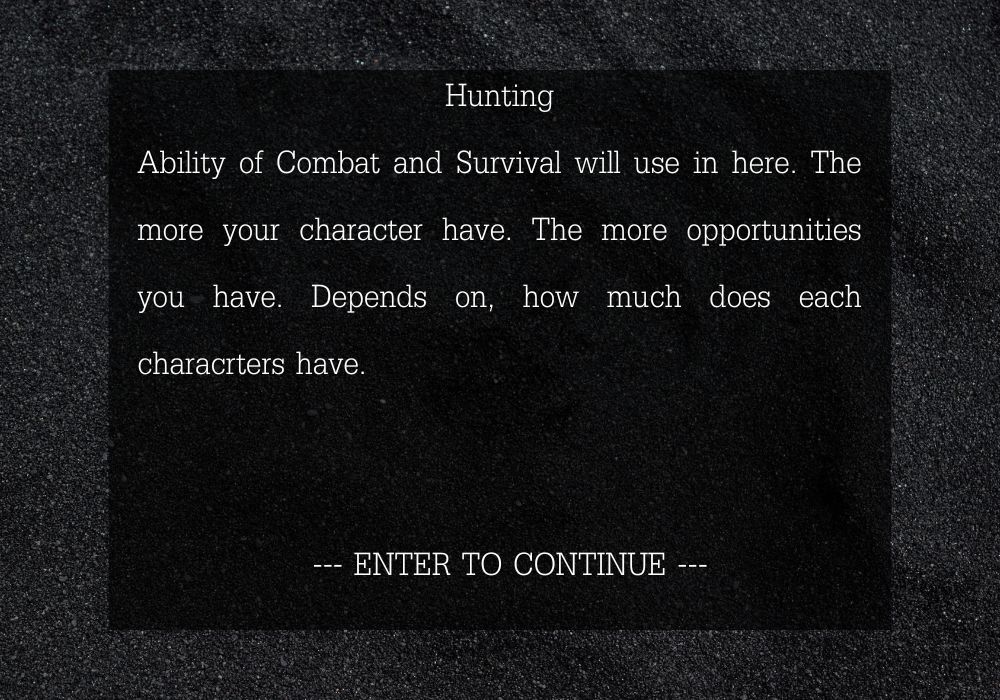 Hunting
Ability of Combat and Survival will use in here. The
more your character have. The more opportunities
you have. Depends on, how much does each
characrters have.
--- ENTER TO CONTINUE ---